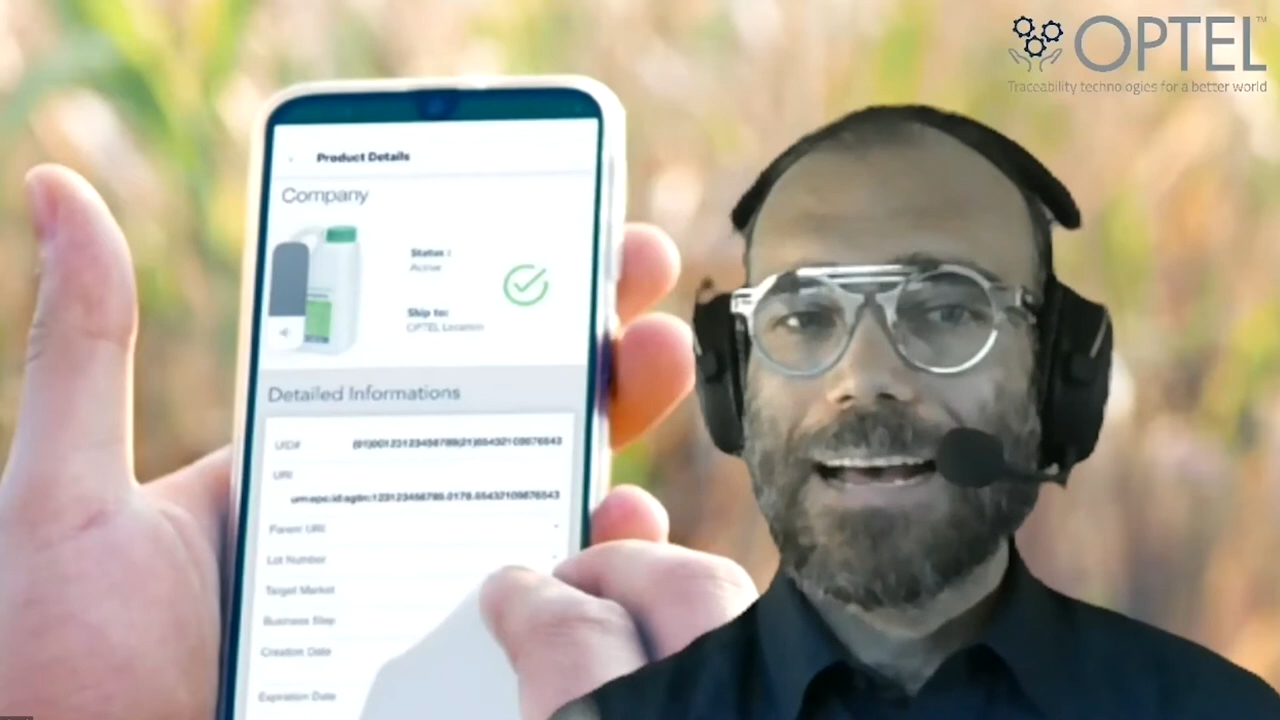 OPTEL™
Traceability technologies for a better world
Product Details
Company
Status :
Active
Ship to:
OPTEL Location
Detailed Informations
UID#
URI
Parent URI
Lot Number
Target Market
Business Step
Creation Date
Expiration Date